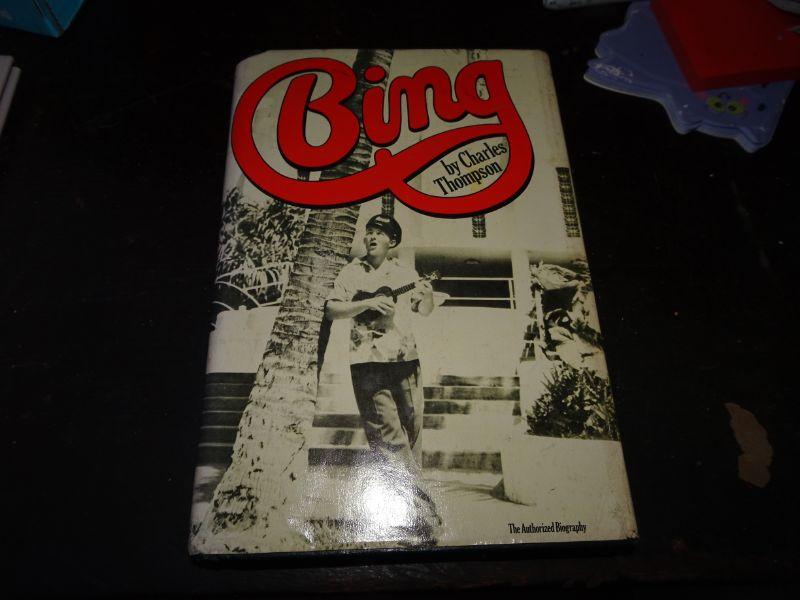 Bing
by Charles
Thompson
The Authorized Biography